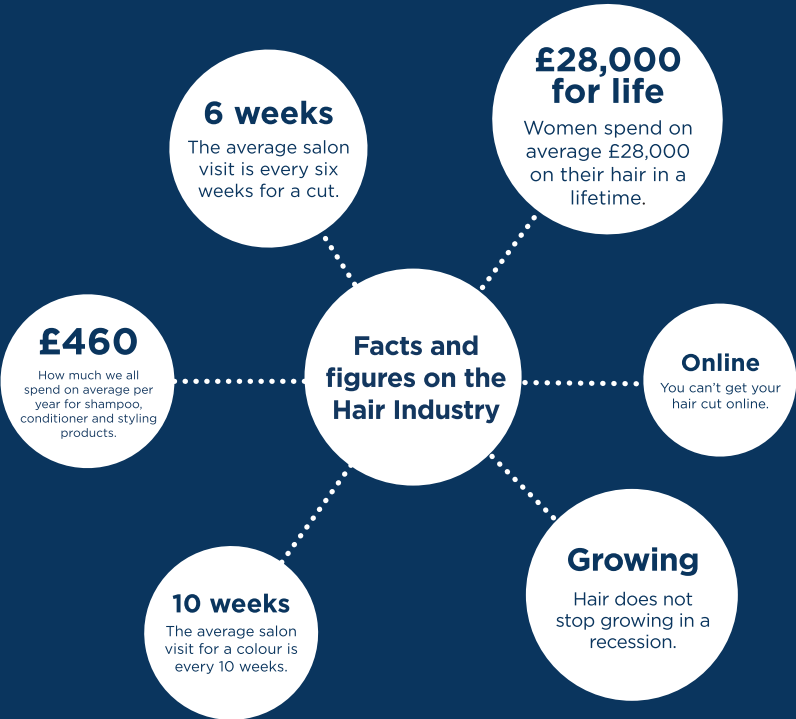 £28,000
for life
Women spend on
average £28,000
on their hair in a
lifetime.
6 weeks
The average salon
visit is every six
weeks for a cut.
£460
How much we all
spend on average per
year for shampoo,
conditioner and styling
products.
Facts and
figures on the
Hair Industry
Online
You can’t get your
hair cut online.
10 weeks
The average salon
visit for a colour is
every 10 weeks.
Growing
Hair does not
stop growing in a
recession.